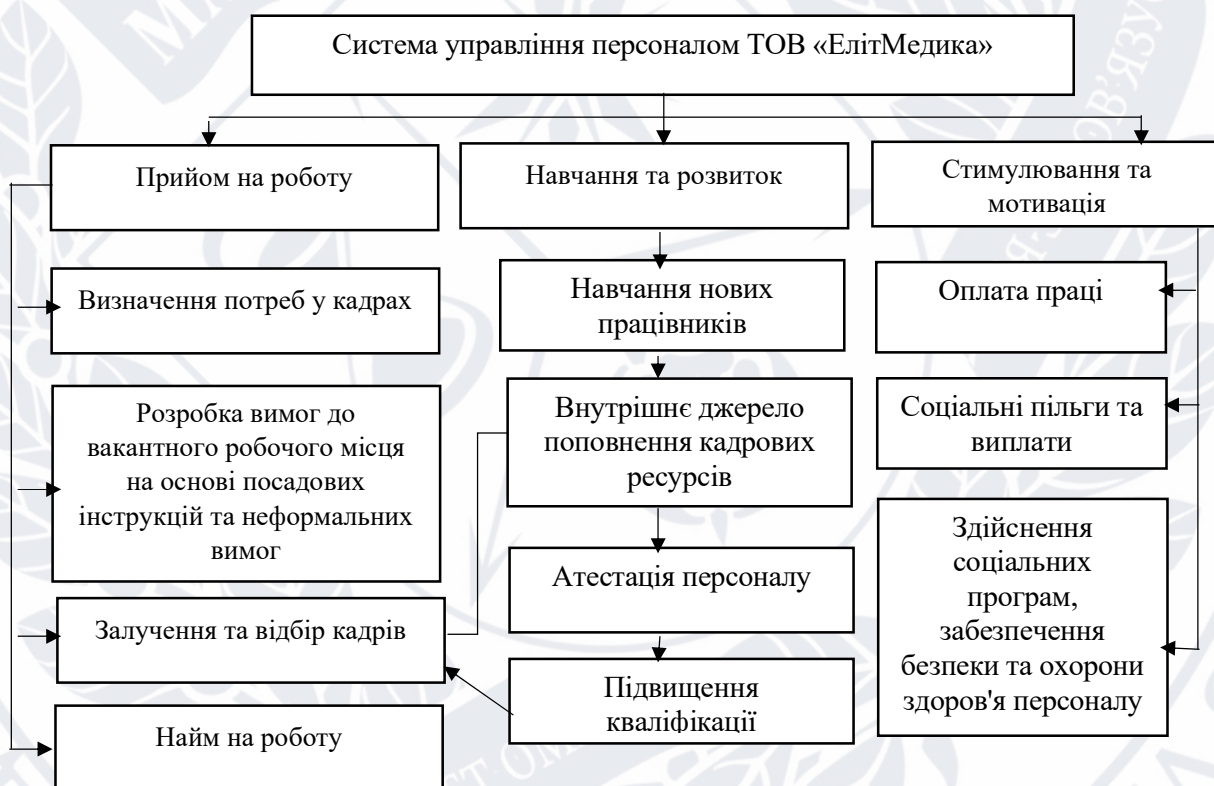 Система управління персоналом ТОВ «ЕлітМедика»
Прийом на роботу
Навчання та розвиток
Стимулювання та
мотивація
Визначення потреб у кадрах
Розробка вимог до
вакантного робочого місця
на основі посадових
інструкцій та неформальних
вимог
Залучення та відбір кадрів
Найм на роботу
Навчання нових
працівників
Внутрішнє джерело
поповнення кадрових
ресурсів
Атестація персоналу
Підвищення
кваліфікації
Оплата праці
Соціальні пільги та
виплати
Здійснення
соціальних
програм,
забезпечення
безпеки та охорони
здоров'я персоналу